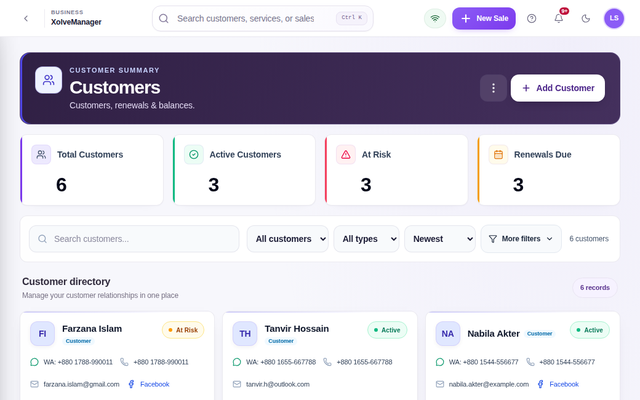 BUSINESS
XolveManager
Search customers, services, or sales
Ctrl K
New Sale
9+
LS
CUSTOMER SUMMARY
Customers
Customers, renewals & balances.
Add Customer
Total Customers
6
Active Customers
3
At Risk
3
Renewals Due
3
Search customers...
All customers
All types
Newest
More filters
6 customers
Customer directory
Manage your customer relationships in one place
6 records
FI
Farzana Islam
Customer
At Risk
WA: +880 1788-990011
+880 1788-990011
farzana.islam@gmail.com
Facebook
TH
Tanvir Hossain
Customer
Active
WA: +880 1655-667788
+880 1655-667788
tanvir.h@outlook.com
NA
Nabila Akter
Customer
Active
WA: +880 1544-556677
+880 1544-556677
nabila.akter@example.com
Facebook